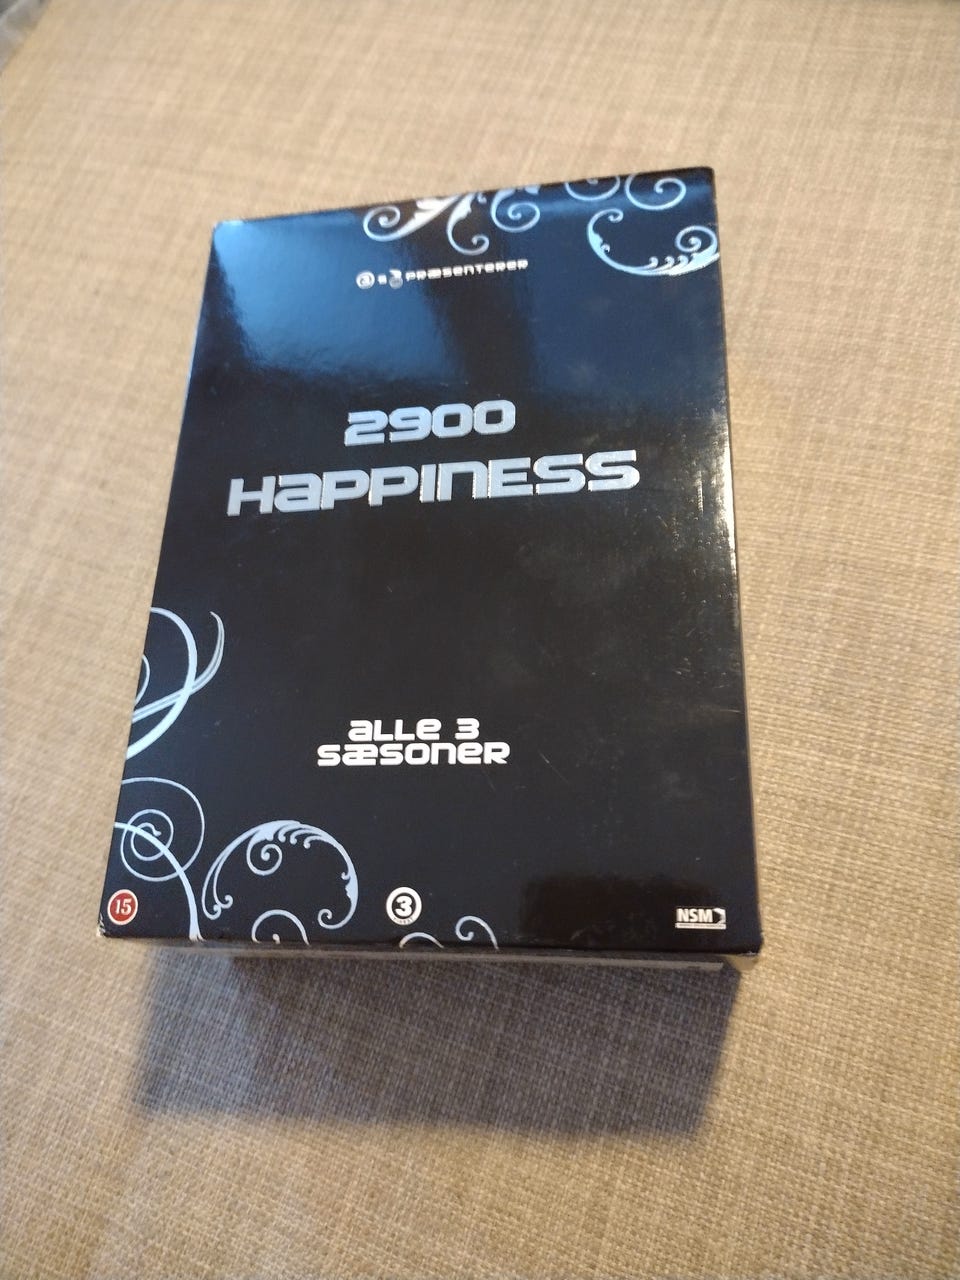 præsenterer
2900
Happiness
alle 3
sæsoner
15
3
NSM